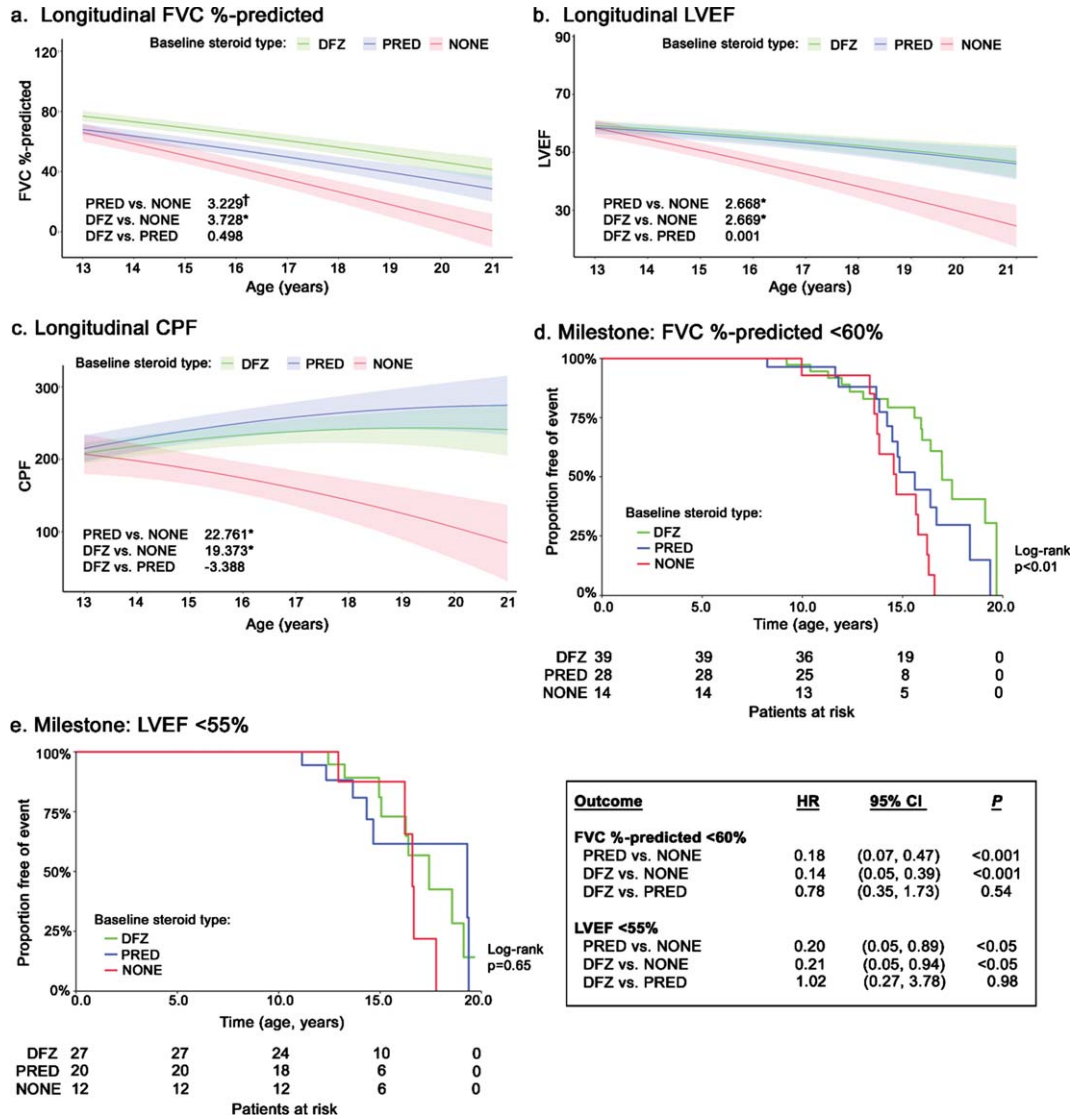 a. Longitudinal FVC %-predicted
Baseline steroid type: DFZ PRED NONE
120
80
40
0
FVC %-predicted
PRED vs. NONE 3.229†
DFZ vs. NONE 3.728*
DFZ vs. PRED 0.498
13 14 15 16 17 18 19 20 21
Age (years)
b. Longitudinal LVEF
Baseline steroid type: DFZ PRED NONE
90
70
50
30
LVEF
PRED vs. NONE 2.668*
DFZ vs. NONE 2.669*
DFZ vs. PRED 0.001
13 14 15 16 17 18 19 20 21
Age (years)
c. Longitudinal CPF
Baseline steroid type: DFZ PRED NONE
300
200
100
CPF
PRED vs. NONE 22.761*
DFZ vs. NONE 19.373*
DFZ vs. PRED -3.388
13 14 15 16 17 18 19 20 21
Age (years)
d. Milestone: FVC %-predicted <60%
100%
75%
50%
25%
0%
Proportion free of event
Baseline steroid type:
DFZ
PRED
NONE
Log-rank
p<0.01
0.0 5.0 10.0 15.0 20.0
Time (age, years)
DFZ 39 39 36 19 0
PRED 28 28 25 8 0
NONE 14 14 13 5 0
Patients at risk
e. Milestone: LVEF <55%
100%
75%
50%
25%
0%
Proportion free of event
Baseline steroid type:
DFZ
PRED
NONE
Log-rank
p=0.65
0.0 5.0 10.0 15.0 20.0
Time (age, years)
DFZ 27 27 24 10 0
PRED 20 20 18 6 0
NONE 12 12 12 6 0
Patients at risk
Outcome HR 95% CI P
FVC %-predicted <60%
PRED vs. NONE 0.18 (0.07, 0.47) <0.001
DFZ vs. NONE 0.14 (0.05, 0.39) <0.001
DFZ vs. PRED 0.78 (0.35, 1.73) 0.54
LVEF <55%
PRED vs. NONE 0.20 (0.05, 0.89) <0.05
DFZ vs. NONE 0.21 (0.05, 0.94) <0.05
DFZ vs. PRED 1.02 (0.27, 3.78) 0.98